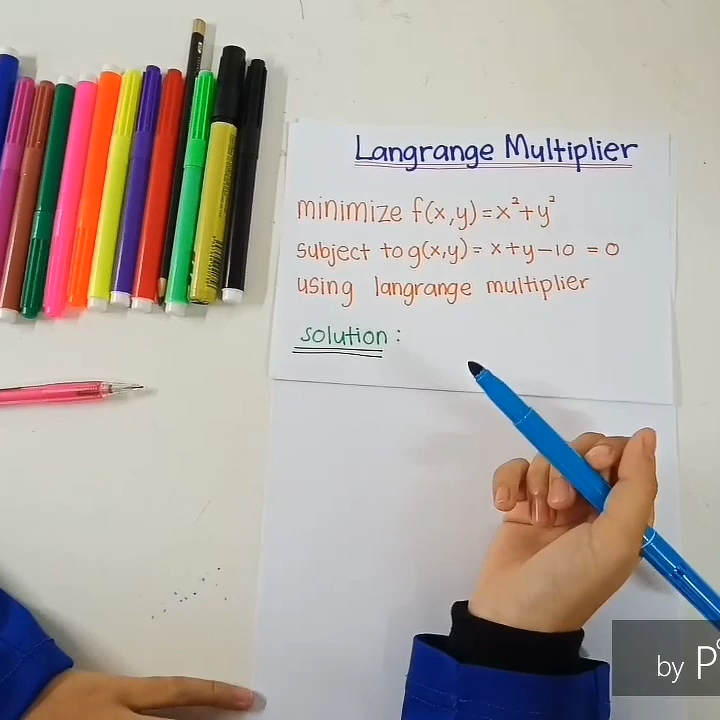 Langrange Multiplier
minimize f(x,y)=x²+y²
subject to g(x,y)= x+y-10 = 0
using langrange multiplier
solution:
by P